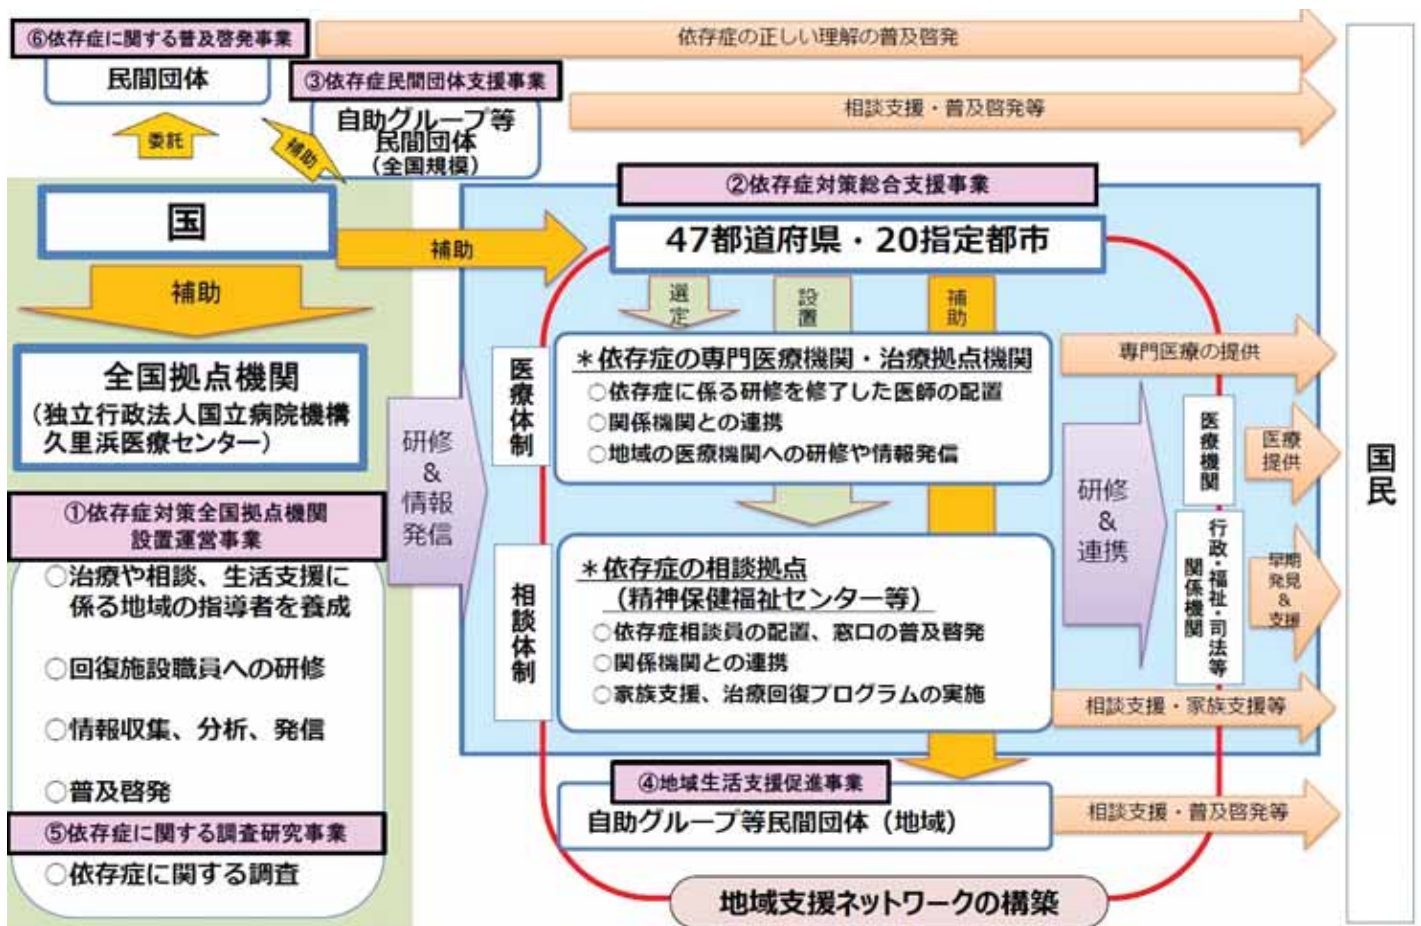 ⑥依存症に関する普及啓発事業
民間団体
依存症の正しい理解の普及啓発
③依存症民間団体支援事業
自助グループ等
民間団体
(全国規模)
相談支援・普及啓発等
委託
補助
国
補助
補助
全国拠点機関
(独立行政法人国立病院機構
久里浜医療センター)
①依存症対策全国拠点機関
設置運営事業
○治療や相談、生活支援に
係る地域の指導者を養成
○回復施設職員への研修
○情報収集、分析、発信
○普及啓発
⑤依存症に関する調査研究事業
○依存症に関する調査
研修
&
情報
発信
②依存症対策総合支援事業
47都道府県・20指定都市
選定
設置
補助
医療体制
*依存症の専門医療機関・治療拠点機関
○依存症に係る研修を修了した医師の配置
○関係機関との連携
○地域の医療機関への研修や情報発信
相談体制
*依存症の相談拠点
(精神保健福祉センター等)
○依存症相談員の配置、窓口の普及啓発
○関係機関との連携
○家族支援、治療回復プログラムの実施
専門医療の提供
研修
&
連携
医療機関
医療
提供
行政・福祉・司法等
関係機関
早期
発見
&
支援
相談支援・家族支援等
④地域生活支援促進事業
自助グループ等民間団体(地域)
相談支援・普及啓発等
地域支援ネットワークの構築
国民